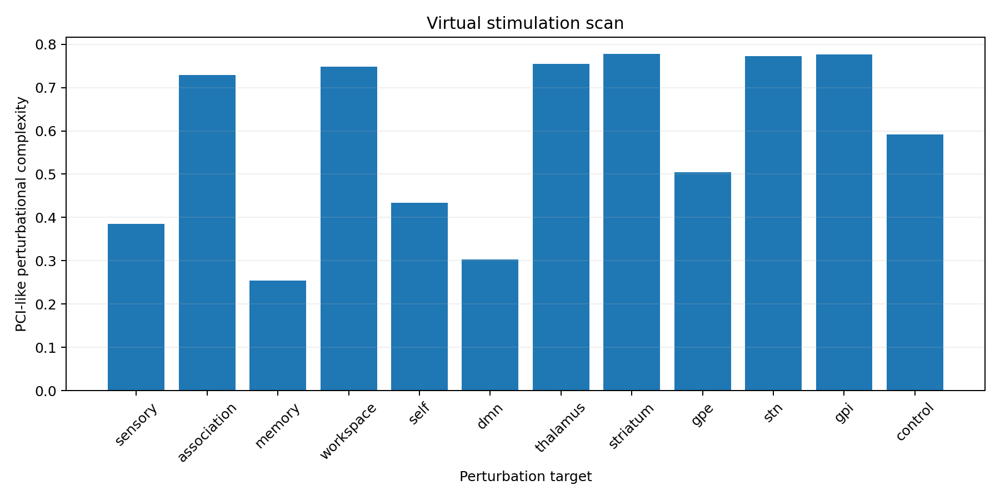 Virtual stimulation scan
PCI-like perturbational complexity
0.8
0.7
0.6
0.5
0.4
0.3
0.2
0.1
0.0
sensory
association
memory
workspace
self
dmn
thalamus
striatum
gpe
stn
gpi
control
Perturbation target